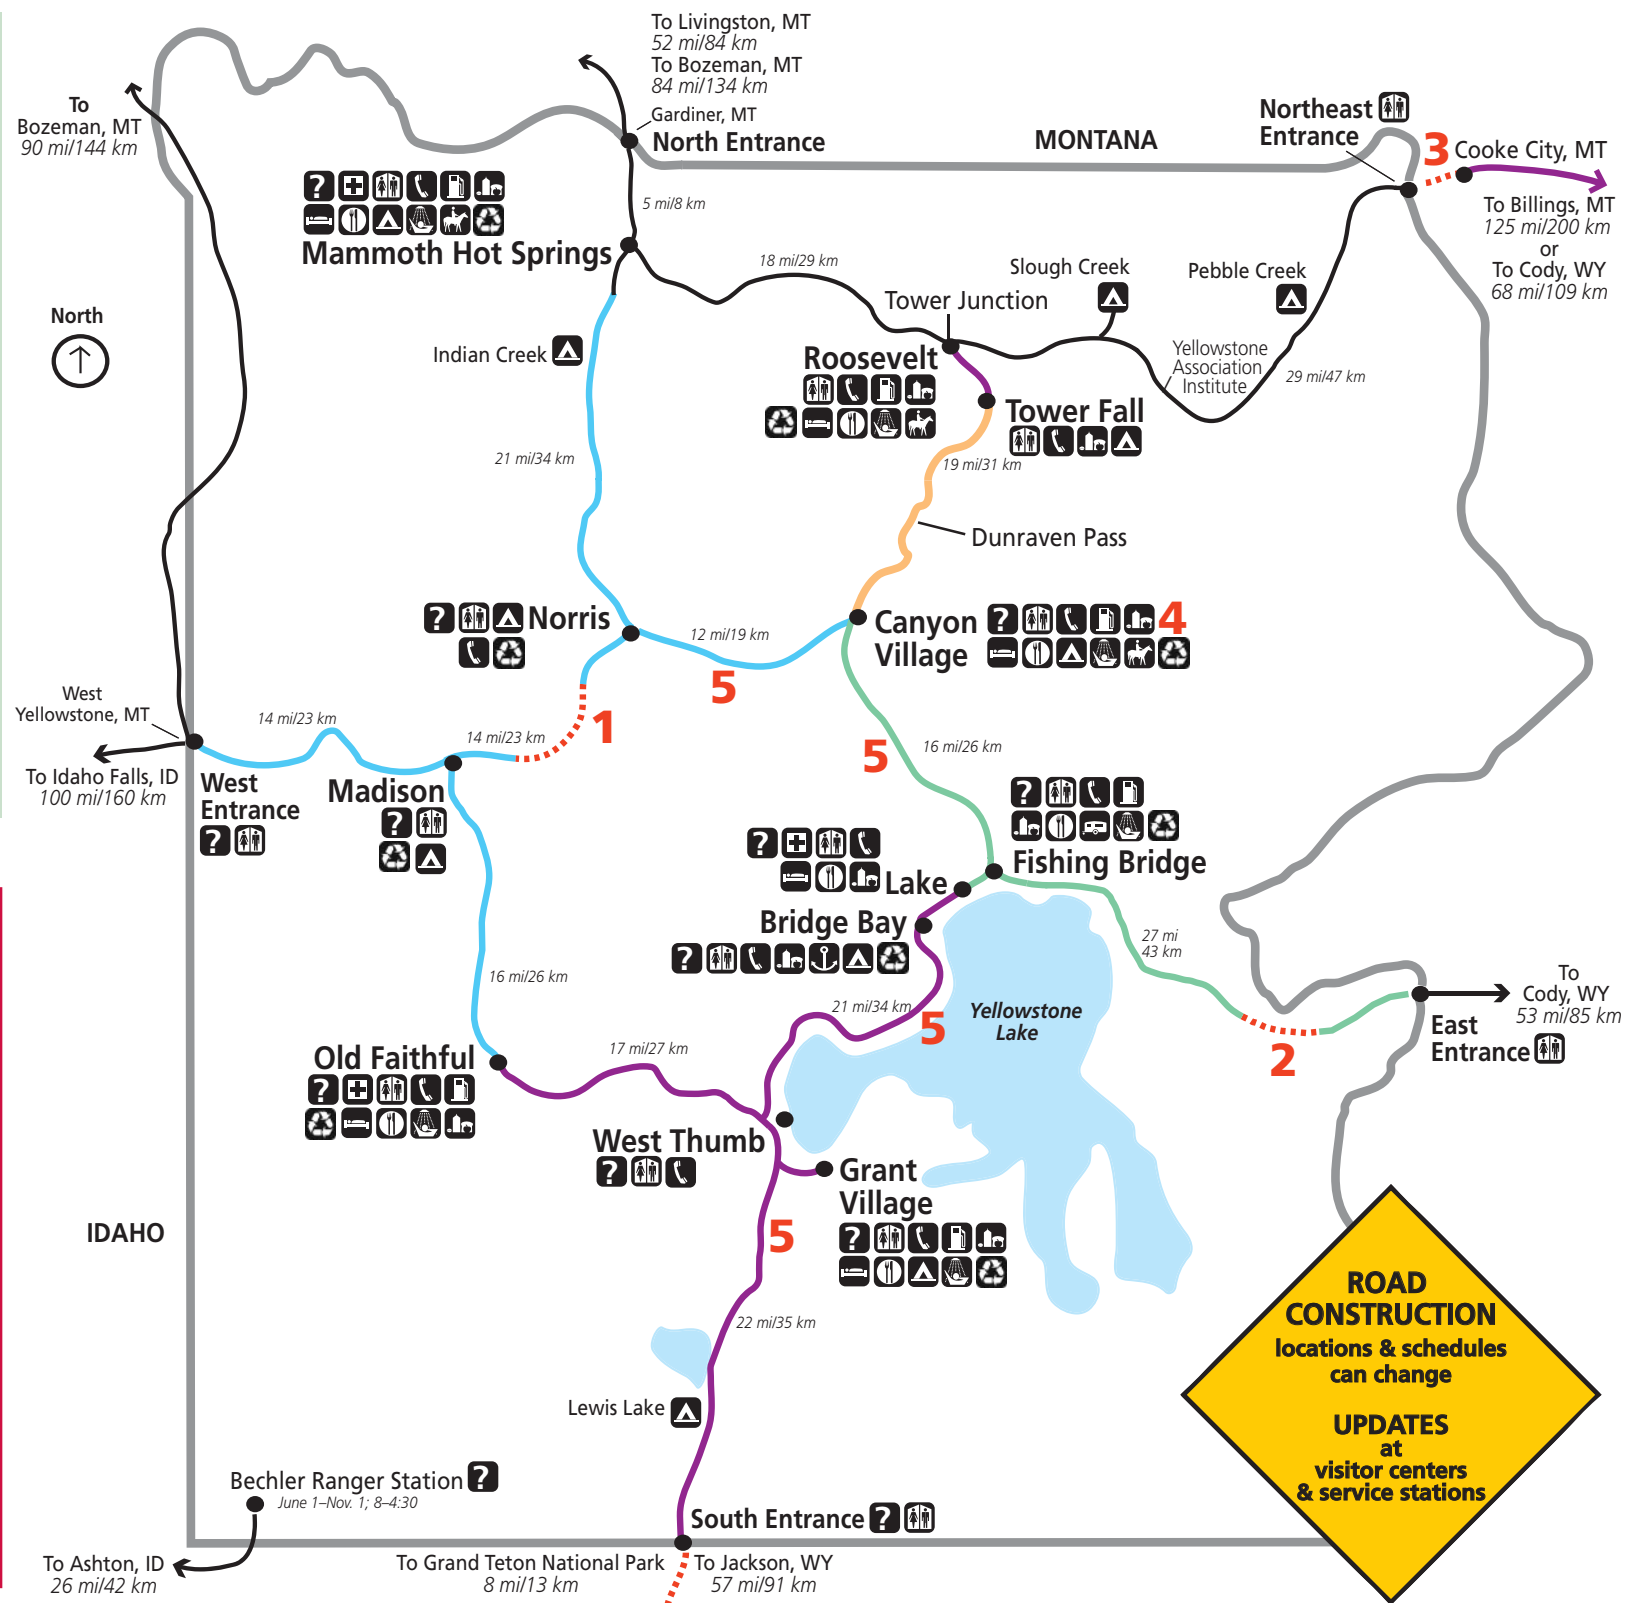 To Livingston, MT
52 mi/84 km
To Bozeman, MT
84 mi/134 km
Gardiner, MT
North Entrance
MONTANA
Northeast
Entrance
3
Cooke City, MT
To Billings, MT
125 mi/200 km
or
To Cody, WY
68 mi/109 km
To
Bozeman, MT
90 mi/144 km
?
5 mi/8 km
Mammoth Hot Springs
18 mi/29 km
Slough Creek
Pebble Creek
Tower Junction
North
Indian Creek
Roosevelt
Yellowstone
Association
Institute
29 mi/47 km
Tower Fall
21 mi/34 km
19 mi/31 km
Dunraven Pass
?
Norris
12 mi/19 km
5
Canyon
Village
?
4
West
Yellowstone, MT
14 mi/23 km
14 mi/23 km
1
5
16 mi/26 km
To Idaho Falls, ID
100 mi/160 km
West
Entrance
?
Madison
?
?
Fishing Bridge
?
Lake
Bridge Bay
?
27 mi
43 km
16 mi/26 km
21 mi/34 km
5
Yellowstone
Lake
To
Cody, WY
53 mi/85 km
East
Entrance
2
Old Faithful
?
17 mi/27 km
West Thumb
?
Grant
Village
?
IDAHO
5
22 mi/35 km
Lewis Lake
ROAD
CONSTRUCTION
locations & schedules
can change
UPDATES
at
visitor centers
& service stations
Bechler Ranger Station
?
June 1–Nov. 1; 8–4:30
South Entrance
?
To Ashton, ID
26 mi/42 km
To Grand Teton National Park
8 mi/13 km
To Jackson, WY
57 mi/91 km